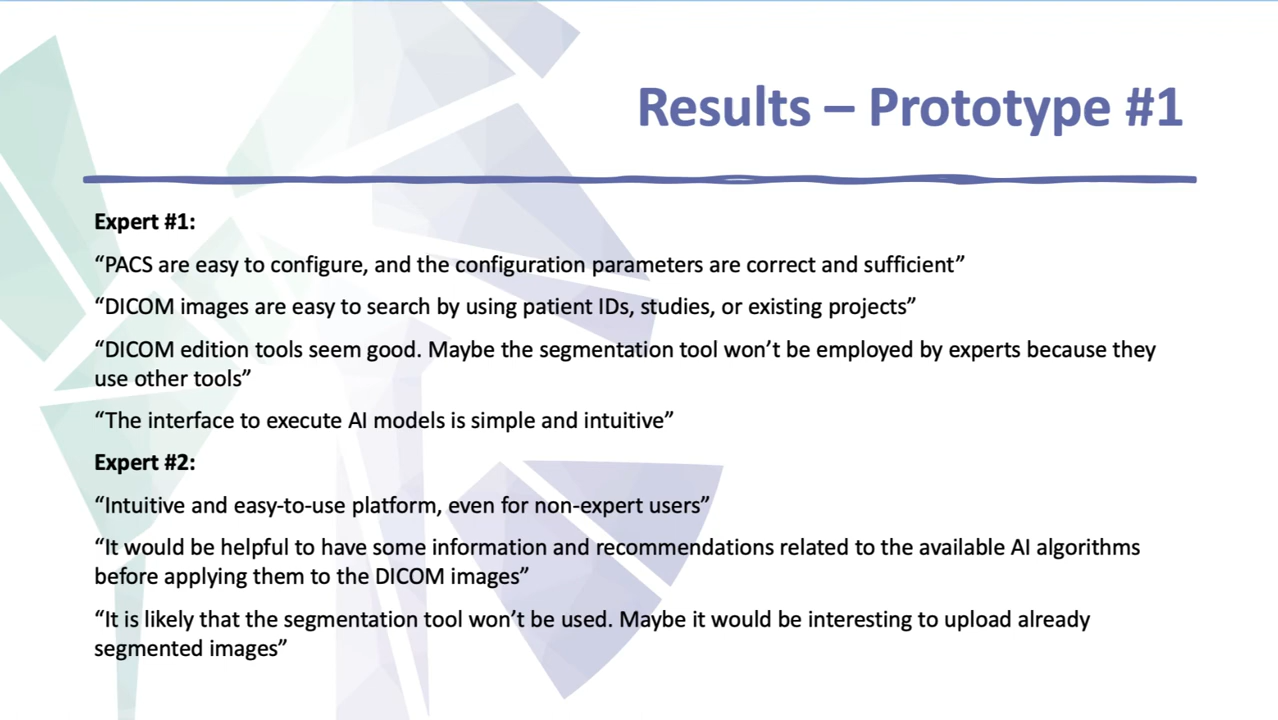 Results – Prototype #1
Expert #1:
“PACS are easy to configure, and the configuration parameters are correct and sufficient”
“DICOM images are easy to search by using patient IDs, studies, or existing projects”
“DICOM edition tools seem good. Maybe the segmentation tool won’t be employed by experts because they
use other tools”
“The interface to execute AI models is simple and intuitive”
Expert #2:
“Intuitive and easy-to-use platform, even for non-expert users”
“It would be helpful to have some information and recommendations related to the available AI algorithms
before applying them to the DICOM images”
“It is likely that the segmentation tool won’t be used. Maybe it would be interesting to upload already
segmented images”